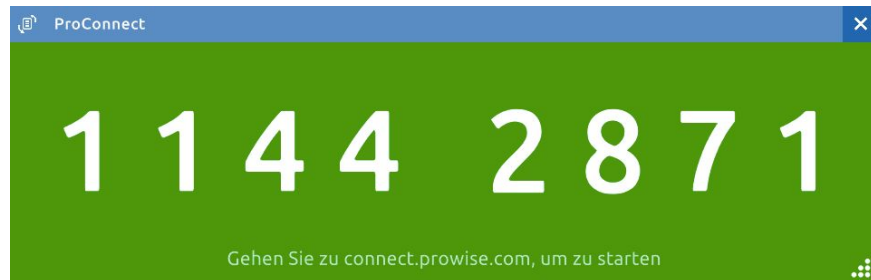 ProConnect
1144 2871
Gehen Sie zu connect.prowise.com, um zu starten